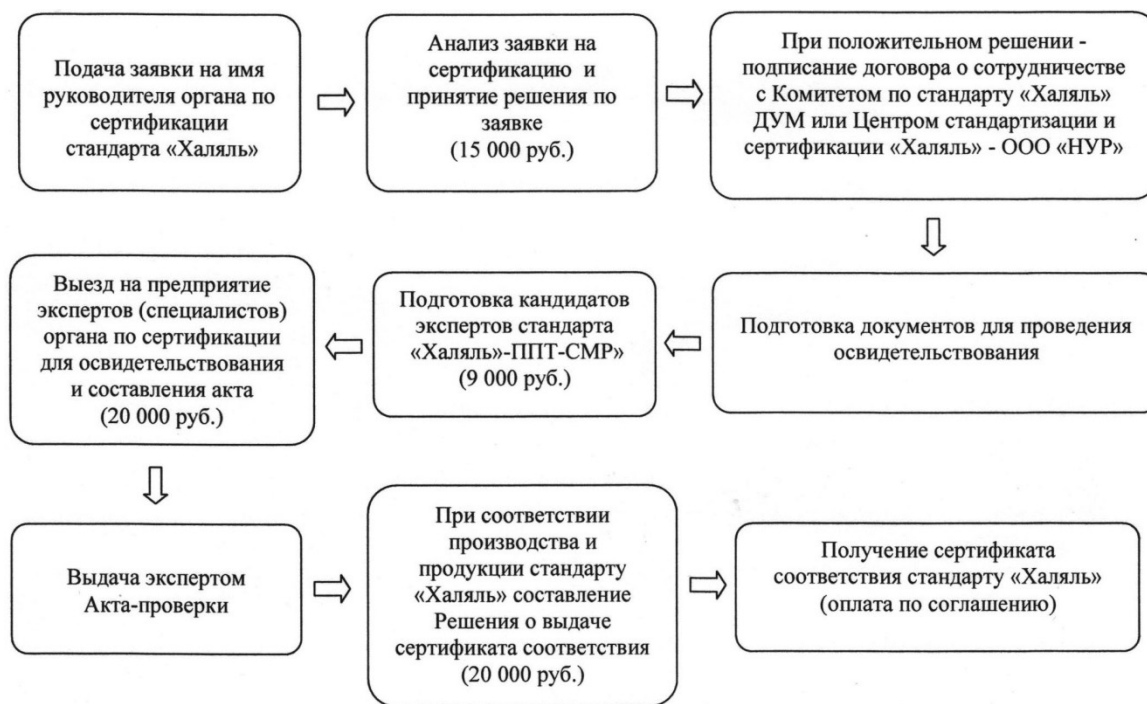 Подача заявки на имя
руководителя органа по
сертификации
стандарта «Халяль»
Анализ заявки на
сертификацию и
принятие решения по
заявке
(15 000 руб.)
При положительном решении -
подписание договора о сотрудничестве
с Комитетом по стандарту «Халяль»
ДУМ или Центром стандартизации и
сертификации «Халяль» - ООО «НУР»
Подготовка документов для проведения
освидетельствования
Подготовка кандидатов
экспертов стандарта
«Халяль»-ППТ-СМР»
(9 000 руб.)
Выезд на предприятие
экспертов (специалистов)
органа по сертификации
для освидетельствования
и составления акта
(20 000 руб.)
Выдача экспертом
Акта-проверки
При соответствии
производства и
продукции стандарту
«Халяль» составление
Решения о выдаче
сертификата соответствия
(20 000 руб.)
Получение сертификата
соответствия стандарту «Халяль»
(оплата по соглашению)